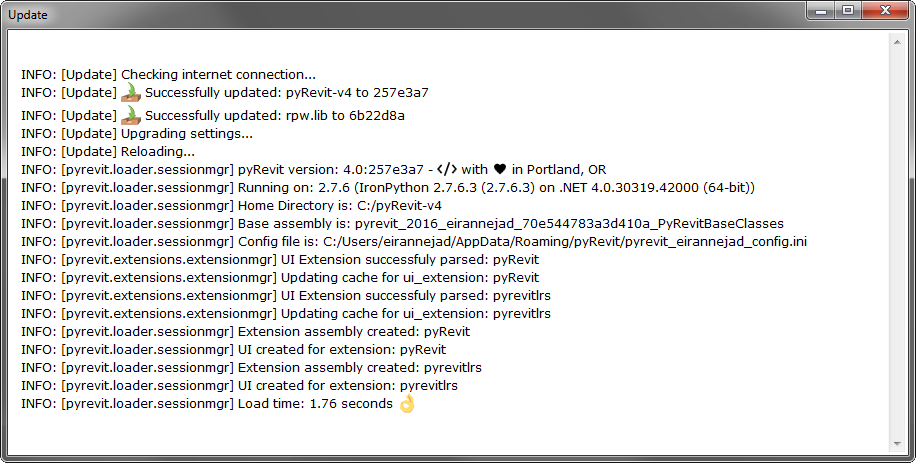 Update
INFO: [Update] Checking internet connection...
INFO: [Update] Successfully updated: pyRevit-v4 to 257e3a7
INFO: [Update] Successfully updated: rpw.lib to 6b22d8a
INFO: [Update] Upgrading settings...
INFO: [Update] Reloading...
INFO: [pyrevit.loader.sessionmgr] pyRevit version: 4.0:257e3a7 - </> with ♥ in Portland, OR
INFO: [pyrevit.loader.sessionmgr] Running on: 2.7.6 (IronPython 2.7.6.3 (2.7.6.3) on .NET 4.0.30319.42000 (64-bit))
INFO: [pyrevit.loader.sessionmgr] Home Directory is: C:/pyRevit-v4
INFO: [pyrevit.loader.sessionmgr] Base assembly is: pyrevit_2016_eirannejad_70e544783a3d410a_PyRevitBaseClasses
INFO: [pyrevit.loader.sessionmgr] Config file is: C:/Users/eirannejad/AppData/Roaming/pyRevit/pyrevit_eirannejad_config.ini
INFO: [pyrevit.extensions.extensionmgr] UI Extension successfuly parsed: pyRevit
INFO: [pyrevit.extensions.extensionmgr] Updating cache for ui_extension: pyRevit
INFO: [pyrevit.extensions.extensionmgr] UI Extension successfuly parsed: pyrevitlrs
INFO: [pyrevit.extensions.extensionmgr] Updating cache for ui_extension: pyrevitlrs
INFO: [pyrevit.loader.sessionmgr] Extension assembly created: pyRevit
INFO: [pyrevit.loader.sessionmgr] UI created for extension: pyRevit
INFO: [pyrevit.loader.sessionmgr] Extension assembly created: pyrevitlrs
INFO: [pyrevit.loader.sessionmgr] UI created for extension: pyrevitlrs
INFO: [pyrevit.loader.sessionmgr] Load time: 1.76 seconds 👌